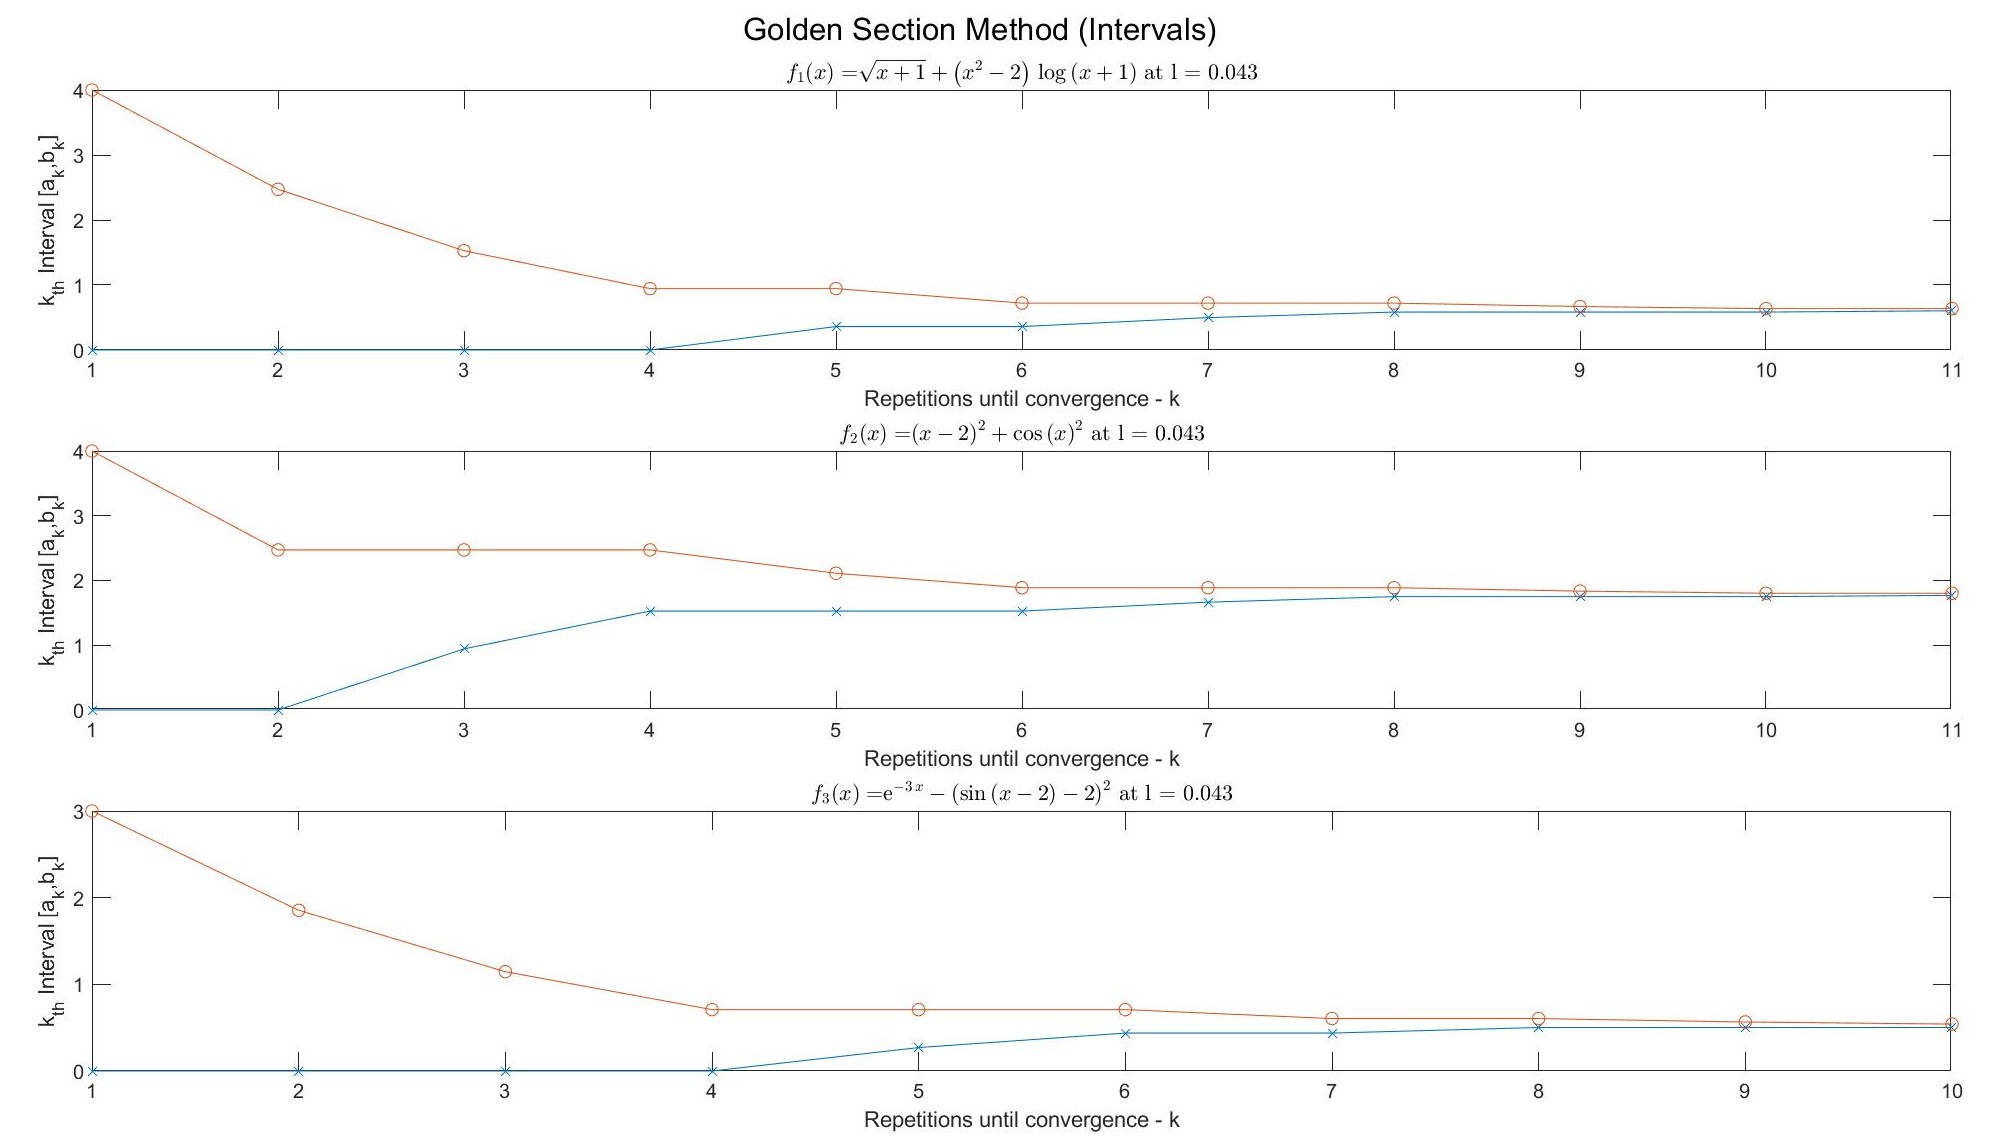 Golden Section Method (Intervals)
f₁(x) =√(x + 1) + (x² − 2) log (x + 1) at l = 0.043
4
3
2
1
0
k_th Interval [a_k,b_k]
1 2 3 4 5 6 7 8 9 10 11
Repetitions until convergence - k
f₂(x) =(x − 2)² + cos (x)² at l = 0.043
4
3
2
1
0
k_th Interval [a_k,b_k]
1 2 3 4 5 6 7 8 9 10 11
Repetitions until convergence - k
f₃(x) =e^{−3 x} − (sin (x − 2) − 2)² at l = 0.043
3
2
1
0
k_th Interval [a_k,b_k]
1 2 3 4 5 6 7 8 9 10
Repetitions until convergence - k